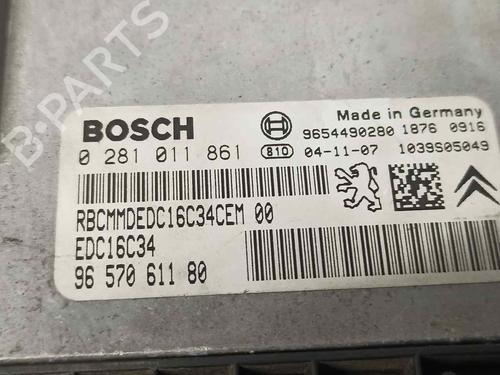 BOSCH
Made in Germany
9654490280 1876 0916
0 281 011 861 810 04-11-07 1039S05049
RBCMMDEDC16C34CEM 00
EDC16C34
96 570 611 80
B-PARTS